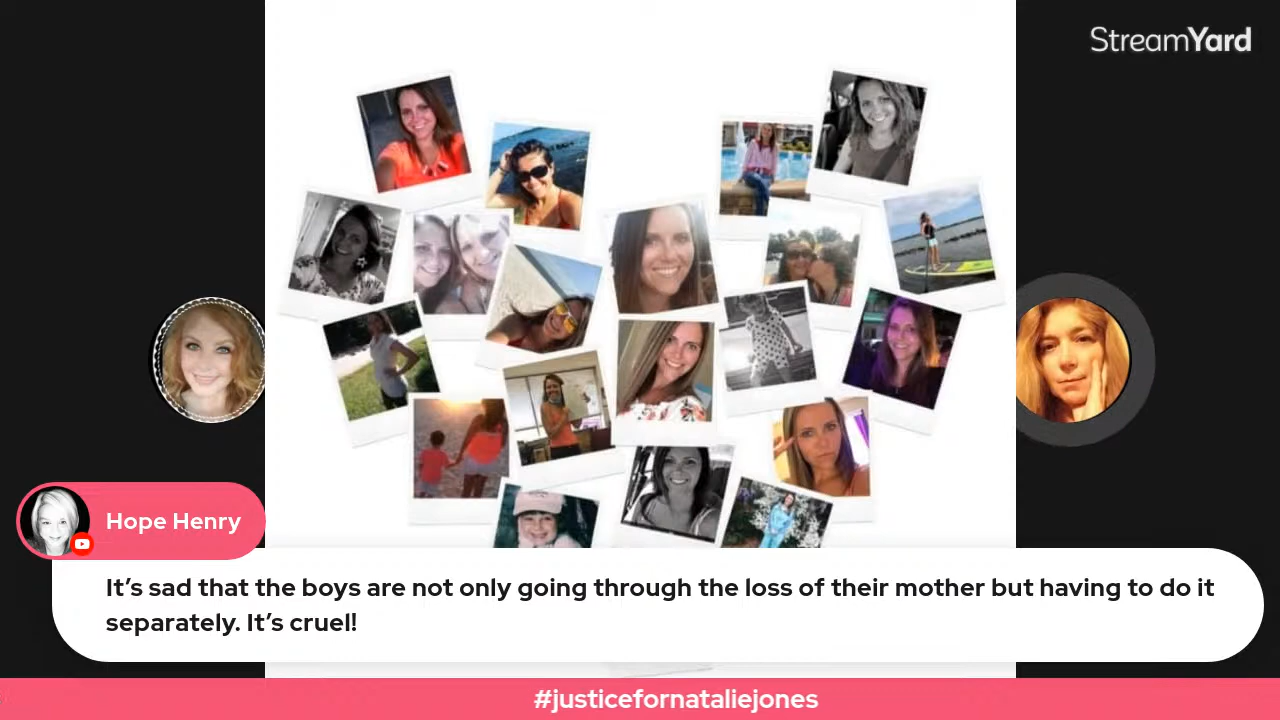 StreamYard
Hope Henry
It’s sad that the boys are not only going through the loss of their mother but having to do it
separately. It’s cruel!
#justicefornataliejones